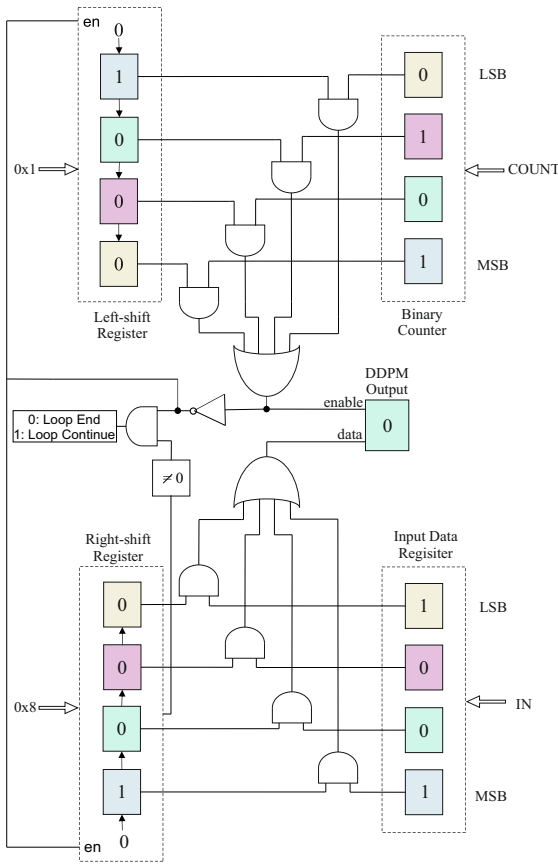 en
0
1
0
LSB
0
1
0x1
COUNT
0
0
0
1
MSB
Left-shift
Register
Binary
Counter
DDPM
Output
enable
0: Loop End
1: Loop Continue
data
0
≠ 0
Right-shift
Register
Input Data
Regisiter
0
1
LSB
0
0
0x8
IN
0
0
1
1
MSB
en
0